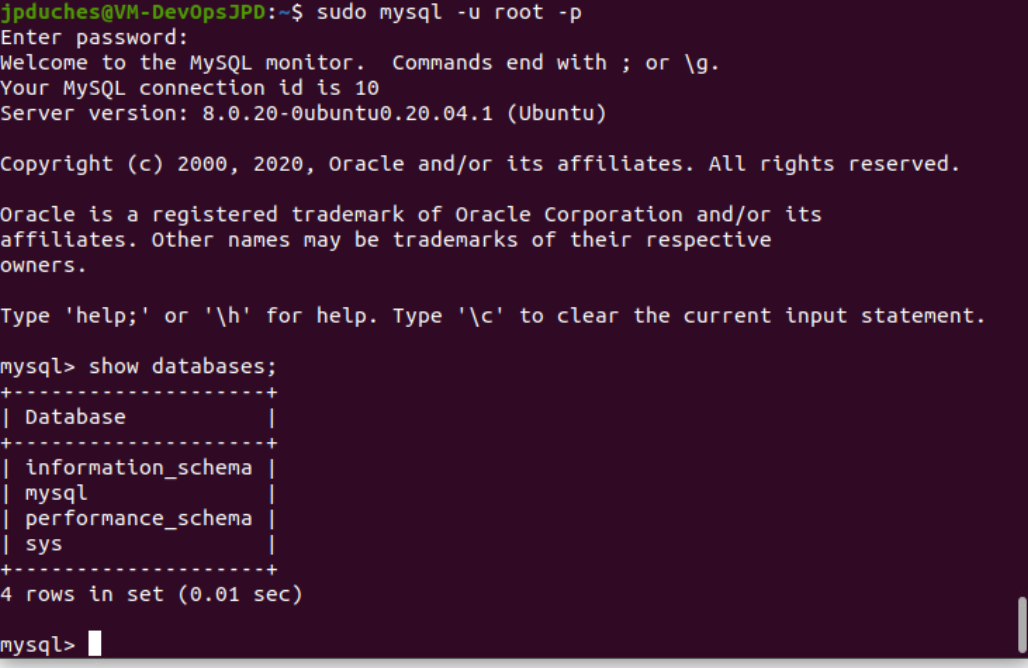 jpduches@VM-DevOpsJPD:~$ sudo mysql -u root -p
Enter password:
Welcome to the MySQL monitor.  Commands end with ; or \g.
Your MySQL connection id is 10
Server version: 8.0.20-0ubuntu0.20.04.1 (Ubuntu)

Copyright (c) 2000, 2020, Oracle and/or its affiliates. All rights reserved.

Oracle is a registered trademark of Oracle Corporation and/or its
affiliates. Other names may be trademarks of their respective
owners.

Type 'help;' or '\h' for help. Type '\c' to clear the current input statement.

mysql> show databases;
+--------------------+
| Database           |
+--------------------+
| information_schema |
| mysql              |
| performance_schema |
| sys                |
+--------------------+
4 rows in set (0.01 sec)

mysql>